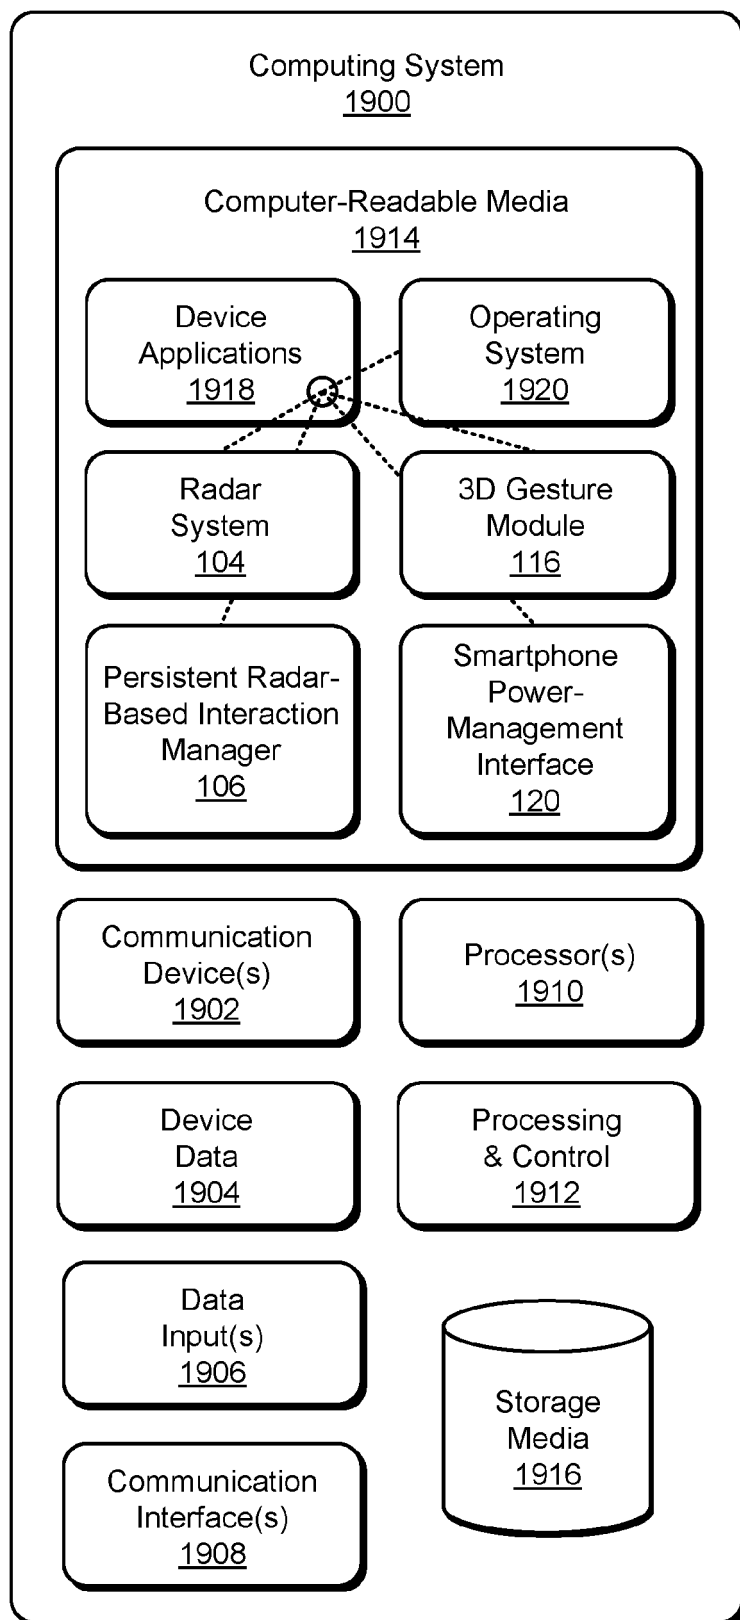 Computing System
1900
Computer-Readable Media
1914
Device
Applications
1918
Operating
System
1920
Radar
System
104
3D Gesture
Module
116
Persistent Radar-
Based Interaction
Manager
106
Smartphone
Power-
Management
Interface
120
Communication
Device(s)
1902
Processor(s)
1910
Device
Data
1904
Processing
& Control
1912
Data
Input(s)
1906
Storage
Media
1916
Communication
Interface(s)
1908